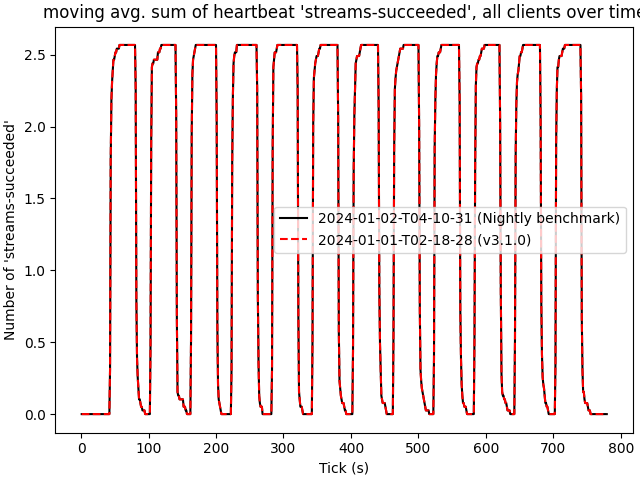 moving avg. sum of heartbeat 'streams-succeeded', all clients over time
2.5
2.0
1.5
1.0
0.5
0.0
Number of 'streams-succeeded'
2024-01-02-T04-10-31 (Nightly benchmark)
2024-01-01-T02-18-28 (v3.1.0)
0 100 200 300 400 500 600 700 800
Tick (s)